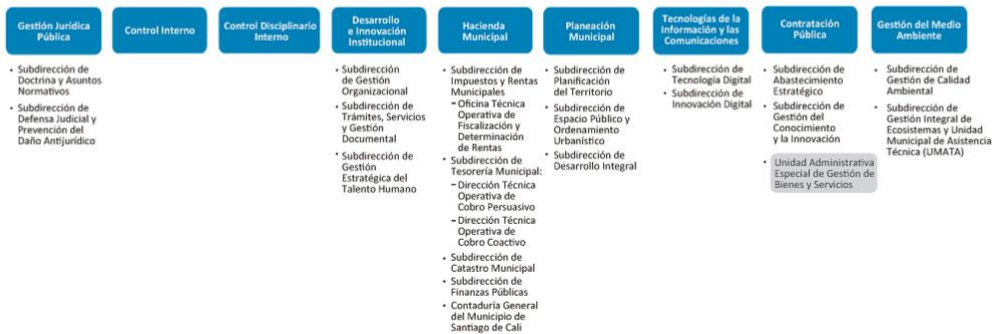 Gestión Jurídica
Pública
• Subdirección de
Doctrina y Asuntos
Normativos
• Subdirección de
Defensa Judicial y
Prevención del
Daño Antijurídico
Control Interno
Control Disciplinario
Interno
Desarrollo
e Innovación
Institucional
• Subdirección
de Gestión
Organizacional
• Subdirección de
Trámites, Servicios
y Gestión
Documental
• Subdirección de
Gestión
Estratégica del
Talento Humano
Hacienda
Municipal
• Subdirección de
Impuestos y Rentas
Municipales
– Oficina Técnica
Operativa de
Fiscalización y
Determinación
de Rentas
• Subdirección de
Tesorería Municipal:
– Dirección Técnica
Operativa de
Cobro Persuasivo
– Dirección Técnica
Operativa de
Cobro Coactivo
• Subdirección de
Catastro Municipal
• Subdirección de
Finanzas Públicas
• Contaduría General
del Municipio de
Santiago de Cali
Planeación
Municipal
• Subdirección de
Planificación
del Territorio
• Subdirección de
Espacio Público y
Ordenamiento
Urbanístico
• Subdirección de
Desarrollo Integral
Tecnologías de la
Información y las
Comunicaciones
• Subdirección de
Tecnología Digital
• Subdirección de
Innovación Digital
Contratación
Pública
• Subdirección de
Abastecimiento
Estratégico
• Subdirección de
Gestión del
Conocimiento
y la Innovación
• Unidad Administrativa
Especial de Gestión de
Bienes y Servicios
Gestión del Medio
Ambiente
• Subdirección de
Gestión de Calidad
Ambiental
• Subdirección de
Gestión Integral de
Ecosistemas y Unidad
Municipal de Asistencia
Técnica (UMATA)